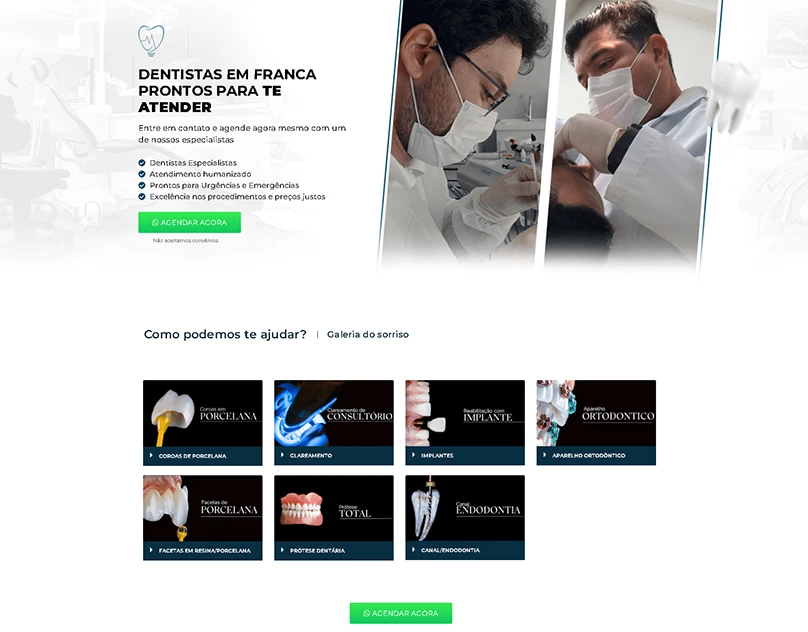 DENTISTAS EM FRANCA
PRONTOS PARA TE
ATENDER
Entre em contato e agende agora mesmo com um
de nossos especialistas
Dentistas Especialistas
Atendimento humanizado
Prontos para Urgências e Emergências
Excelência nos procedimentos e preços justos
AGENDAR AGORA
Não aceitamos convênios
Como podemos te ajudar? | Galeria do sorriso
Coroas em
PORCELANA
COROAS DE PORCELANA
Clareamento de
CONSULTÓRIO
CLAREAMENTO
Reabilitação com
IMPLANTE
IMPLANTES
Aparelho
ORTODONTICO
APARELHO ORTODÔNTICO
Facetas de
PORCELANA
FACETAS EM RESINA/PORCELANA
Prótese
TOTAL
PRÓTESE DENTÁRIA
Canal
ENDODONTIA
CANAL/ENDODONTIA
AGENDAR AGORA